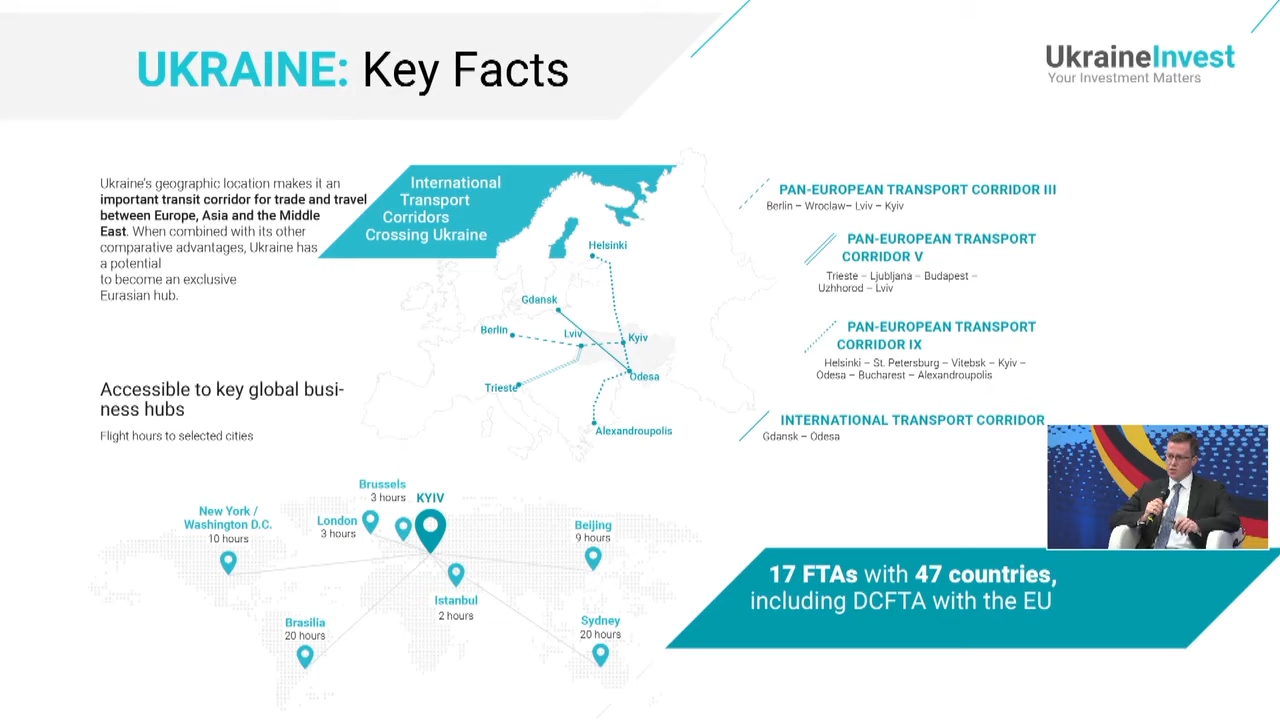 UKRAINE: Key Facts
UkraineInvest
Your Investment Matters
Ukraine's geographic location makes it an
important transit corridor for trade and travel
between Europe, Asia and the Middle
East. When combined with its other
comparative advantages, Ukraine has
a potential
to become an exclusive
Eurasian hub.
International
Transport
Corridors
Crossing Ukraine
Helsinki
Gdansk
Berlin
Lviv
Kyiv
Trieste
Odesa
Alexandroupolis
PAN-EUROPEAN TRANSPORT CORRIDOR III
Berlin – Wroclaw– Lviv – Kyiv
PAN-EUROPEAN TRANSPORT
CORRIDOR V
Trieste – Ljubljana – Budapest –
Uzhhorod – Lviv
PAN-EUROPEAN TRANSPORT
CORRIDOR IX
Helsinki – St. Petersburg – Vitebsk – Kyiv –
Odesa – Bucharest – Alexandroupolis
INTERNATIONAL TRANSPORT CORRIDOR
Gdansk – Odesa
Accessible to key global busi-
ness hubs
Flight hours to selected cities
New York /
Washington D.C.
10 hours
London
3 hours
Brussels
3 hours
KYIV
Beijing
9 hours
Istanbul
2 hours
Brasilia
20 hours
Sydney
20 hours
17 FTAs with 47 countries,
including DCFTA with the EU